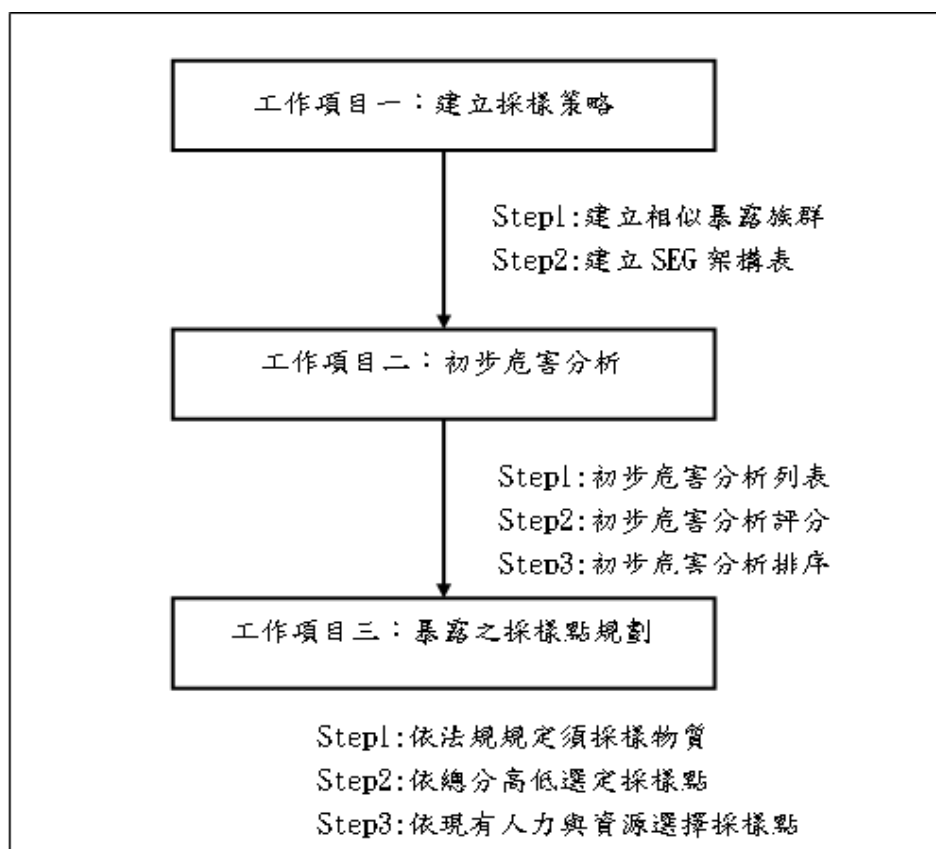 工作項目一：建立採樣策略
Step1:建立相似暴露族群
Step2:建立 SEG 架構表
工作項目二：初步危害分析
Step1:初步危害分析列表
Step2:初步危害分析評分
Step3:初步危害分析排序
工作項目三：暴露之採樣點規劃
Step1:依法規規定須採樣物質
Step2:依總分高低選定採樣點
Step3:依現有人力與資源選擇採樣點